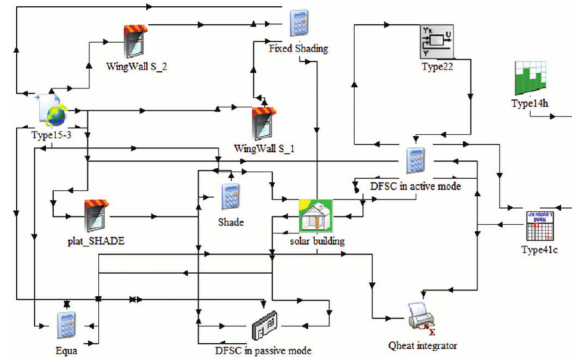 WingWall S_2
Fixed Shading
Type22
Type14h
Type15-3
WingWall S_1
DFSC in active mode
plat_SHADE
Shade
solar building
Type41c
Equa
DFSC in passive mode
Qheat integrator